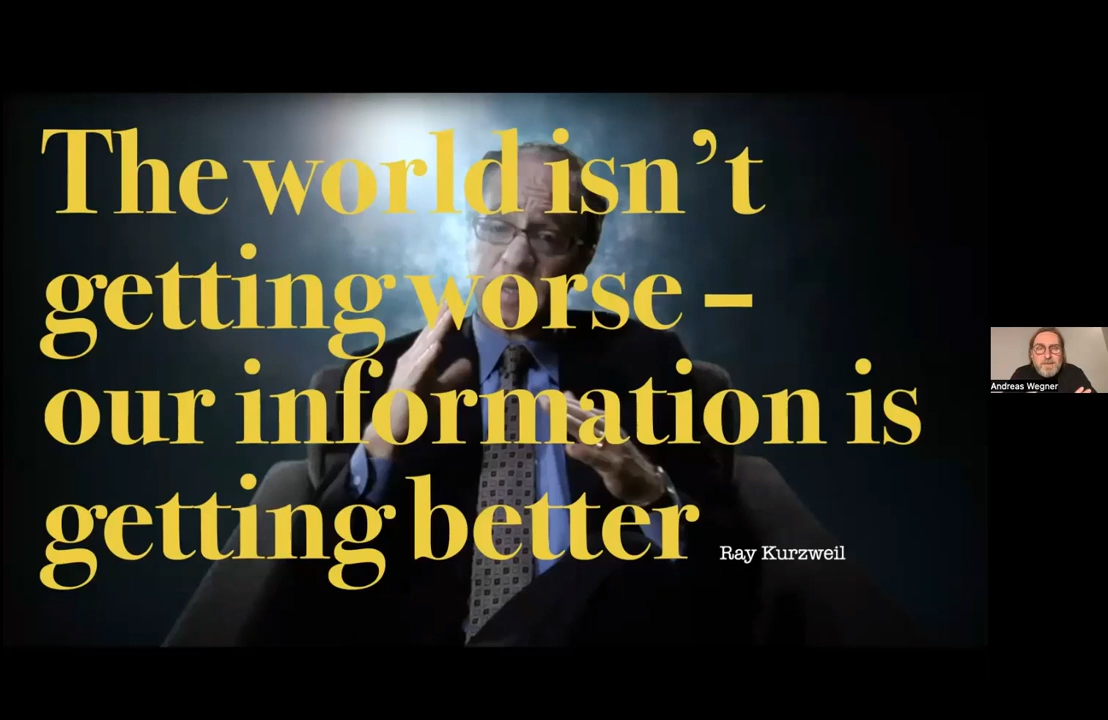 The world isn’t
getting worse –
our information is
getting better
Ray Kurzweil
Andreas Wegner